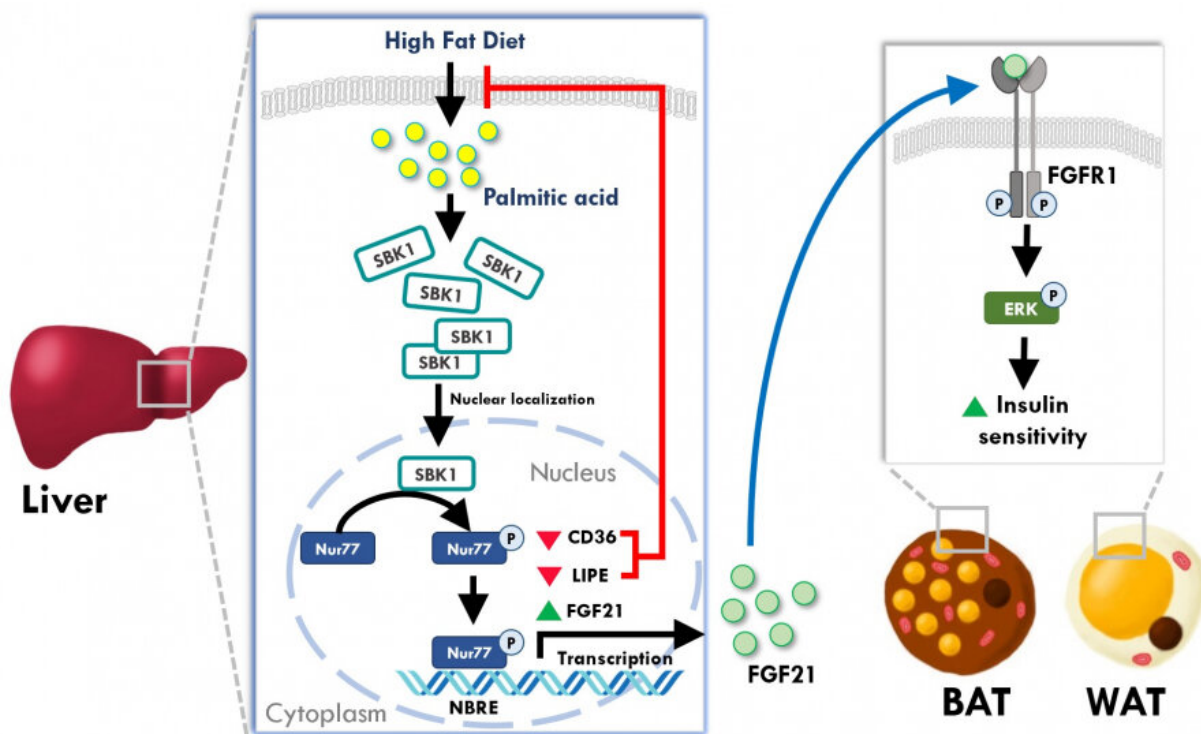 High Fat Diet
Palmitic acid
SBK1
SBK1
SBK1
SBK1
SBK1
Nuclear localization
SBK1
Nucleus
Nur77
Nur77
P
CD36
LIPE
FGF21
Nur77
P
Transcription
NBRE
Cytoplasm
Liver
FGF21
FGFR1
P
P
ERK
P
Insulin
sensitivity
BAT
WAT